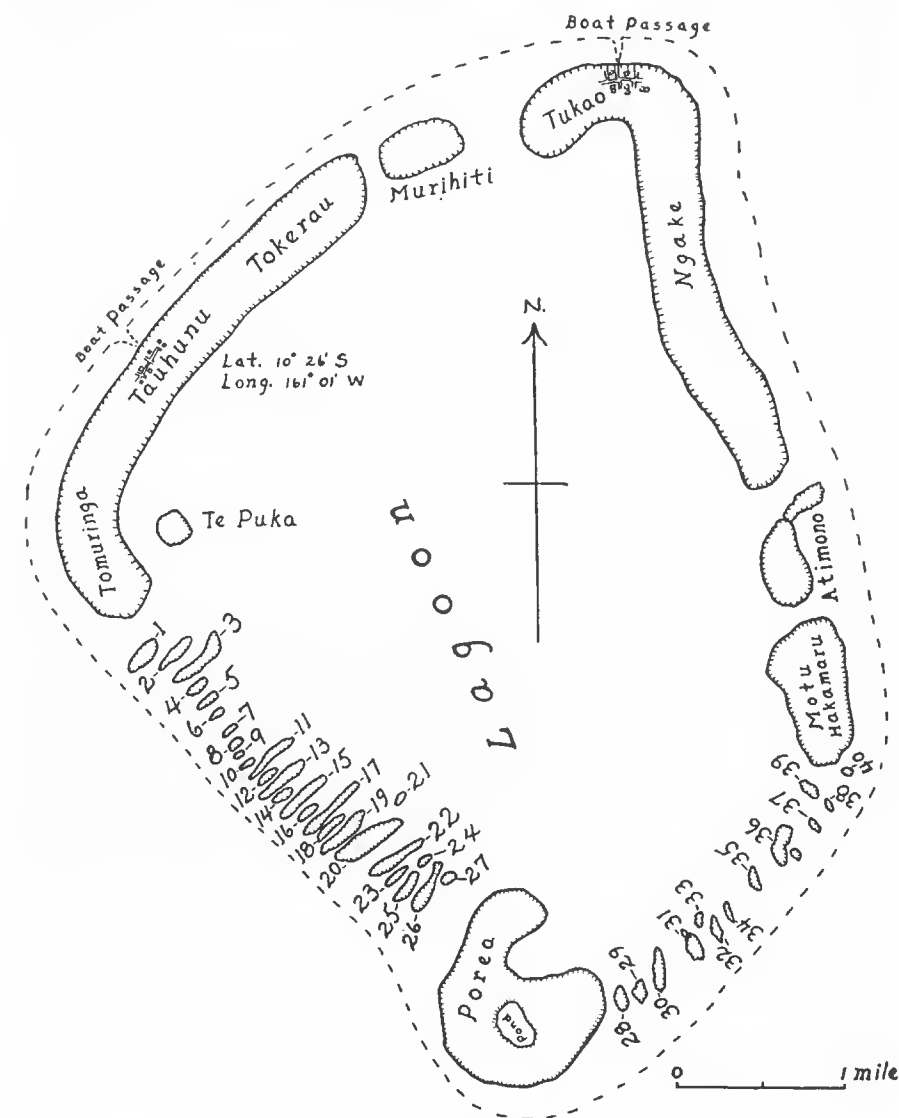 Boat Passage
Tukao
Murihiti
Tokerau
Ngake
Boat Passage
Tauhunu
Lat. 10° 26' S
Long. 161° 01' W
N
Tomuringa
Te Puka
Lagoon
Atimono
Motu
Hakamaru
1
2
3
4
5
6
7
8
9
10
11
12
13
14
15
16
17
18
19
20
21
22
23
24
25
26
27
28
29
30
31
32
33
34
35
36
37
38
39
40
Porea
Pond
0 1 mile